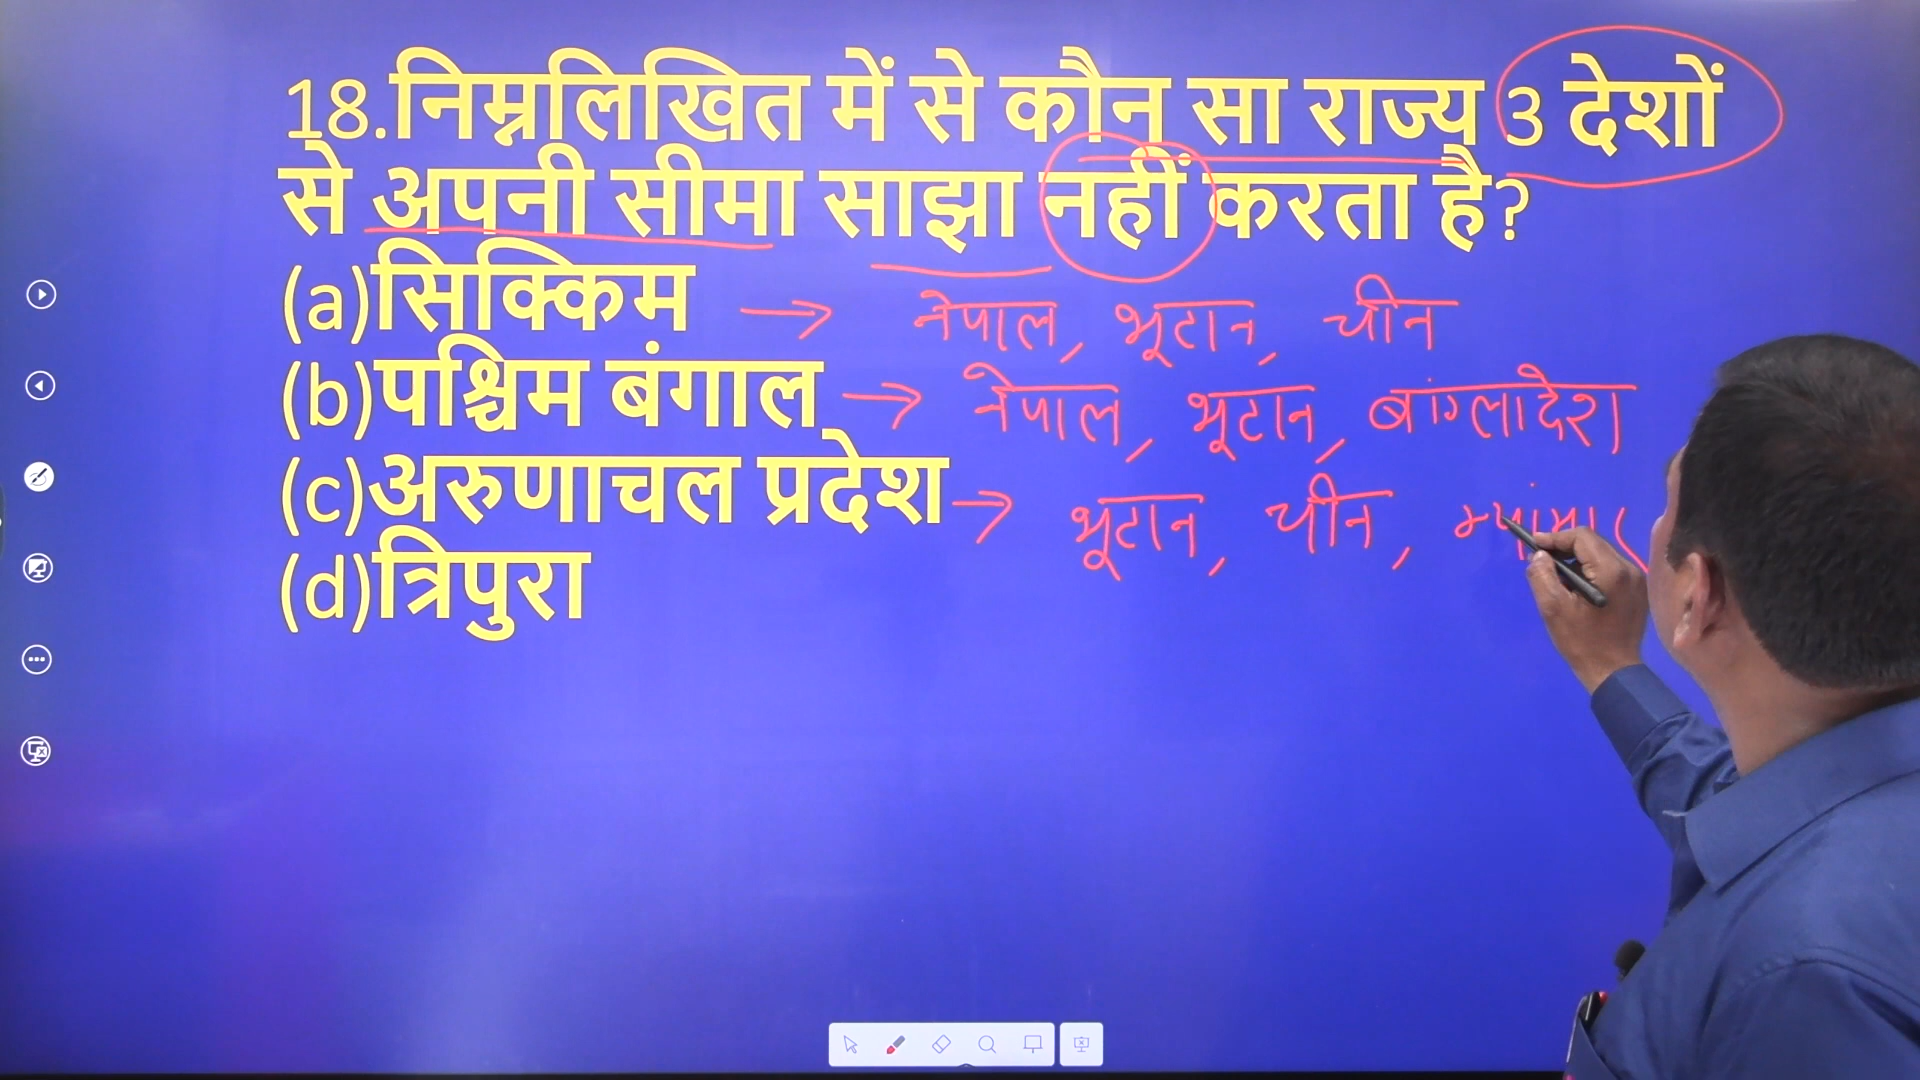 18.निम्नलिखित में से कौन सा राज्य 3 देशों
से अपनी सीमा साझा नहीं करता है?
(a)सिक्किम → नेपाल, भूटान, चीन
(b)पश्चिम बंगाल → नेपाल, भूटान, बांग्लादेश
(c)अरुणाचल प्रदेश → भूटान, चीन, म्यांमार
(d)त्रिपुरा